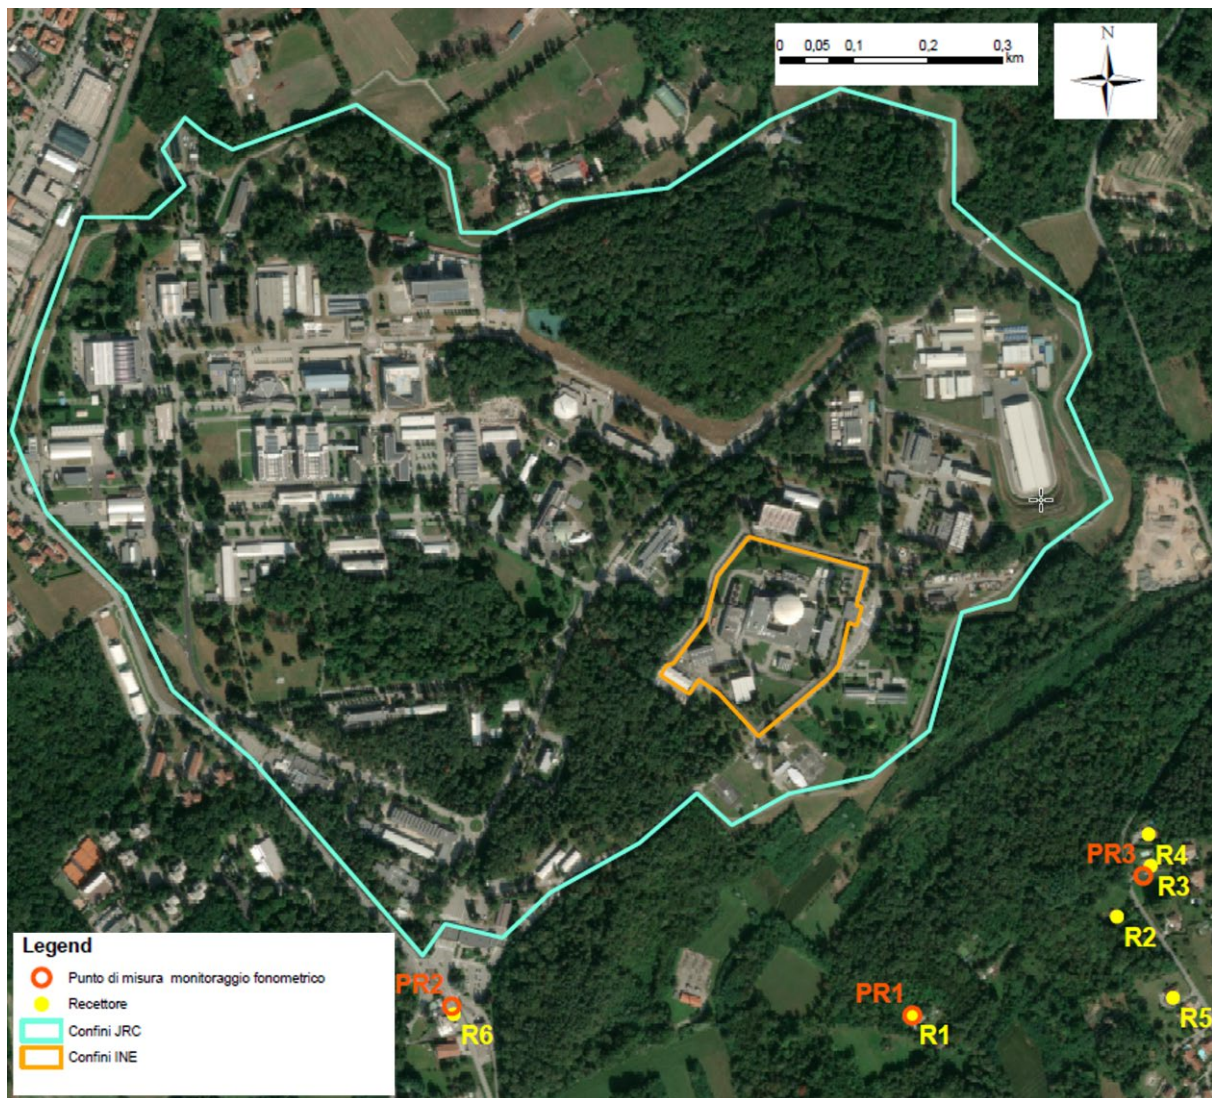 0 0,05 0,1 0,2 0,3
km
N
PR3
R4
R3
R2
PR2
R6
PR1
R1
R5
Legend
Punto di misura monitoraggio fonometrico
Recettore
Confini JRC
Confini INE